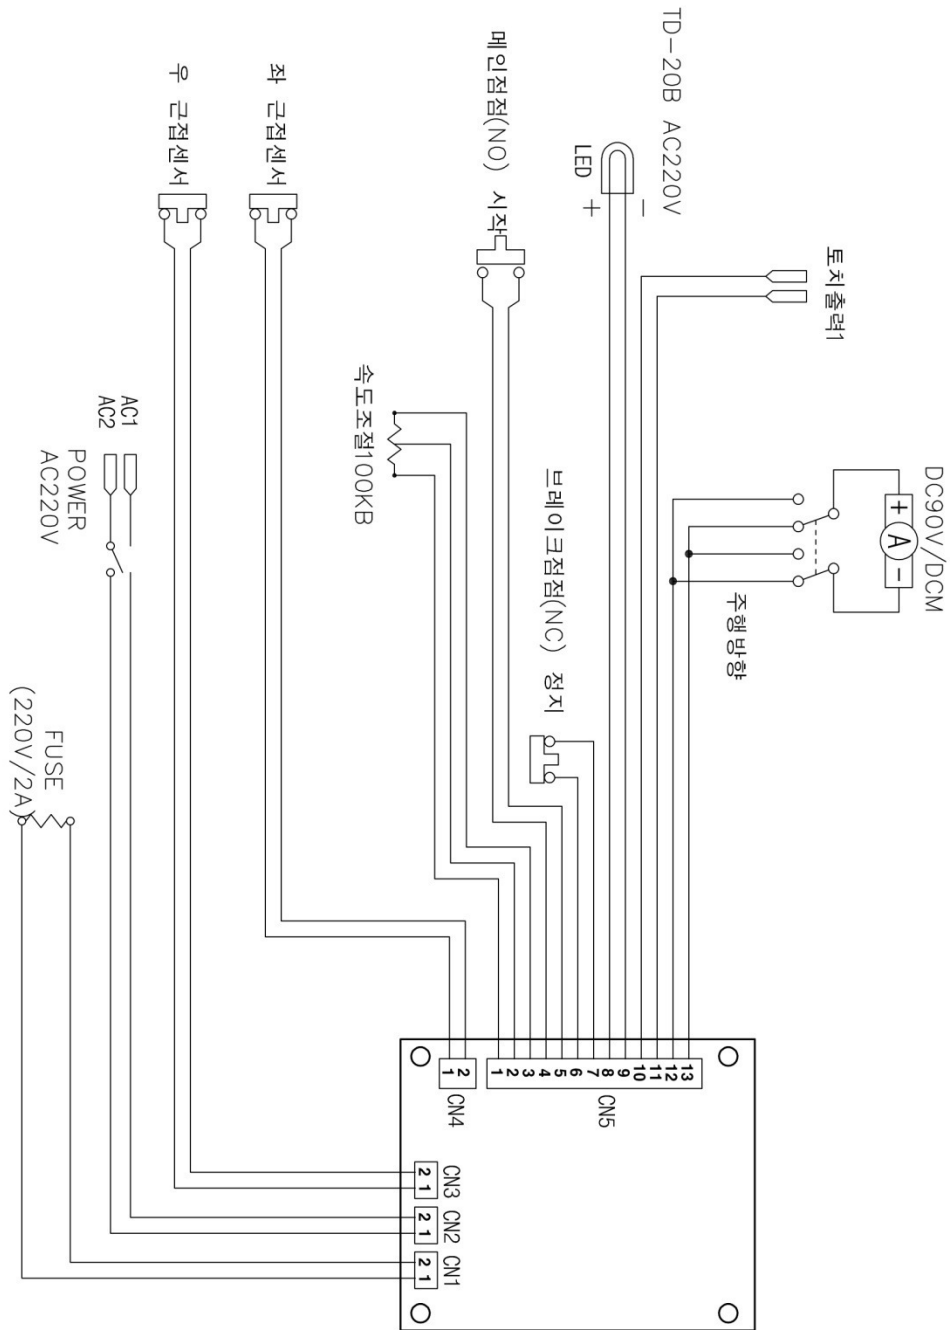 DC90V/DCM
+
A
−
토치출력1
주행방향
TD-20B AC220V
−
+
LED
브레이크점점(NC) 정지
메인점점(NO) 시작
속도조절100KB
13
12
11
10
9
8
7
6
5
4
3
2
1
CN5
2
1
CN4
좌 근접센서
우 근접센서
2 1
CN3
AC1
AC2
POWER
AC220V
2 1
CN2
FUSE
(220V/2A)
2 1
CN1